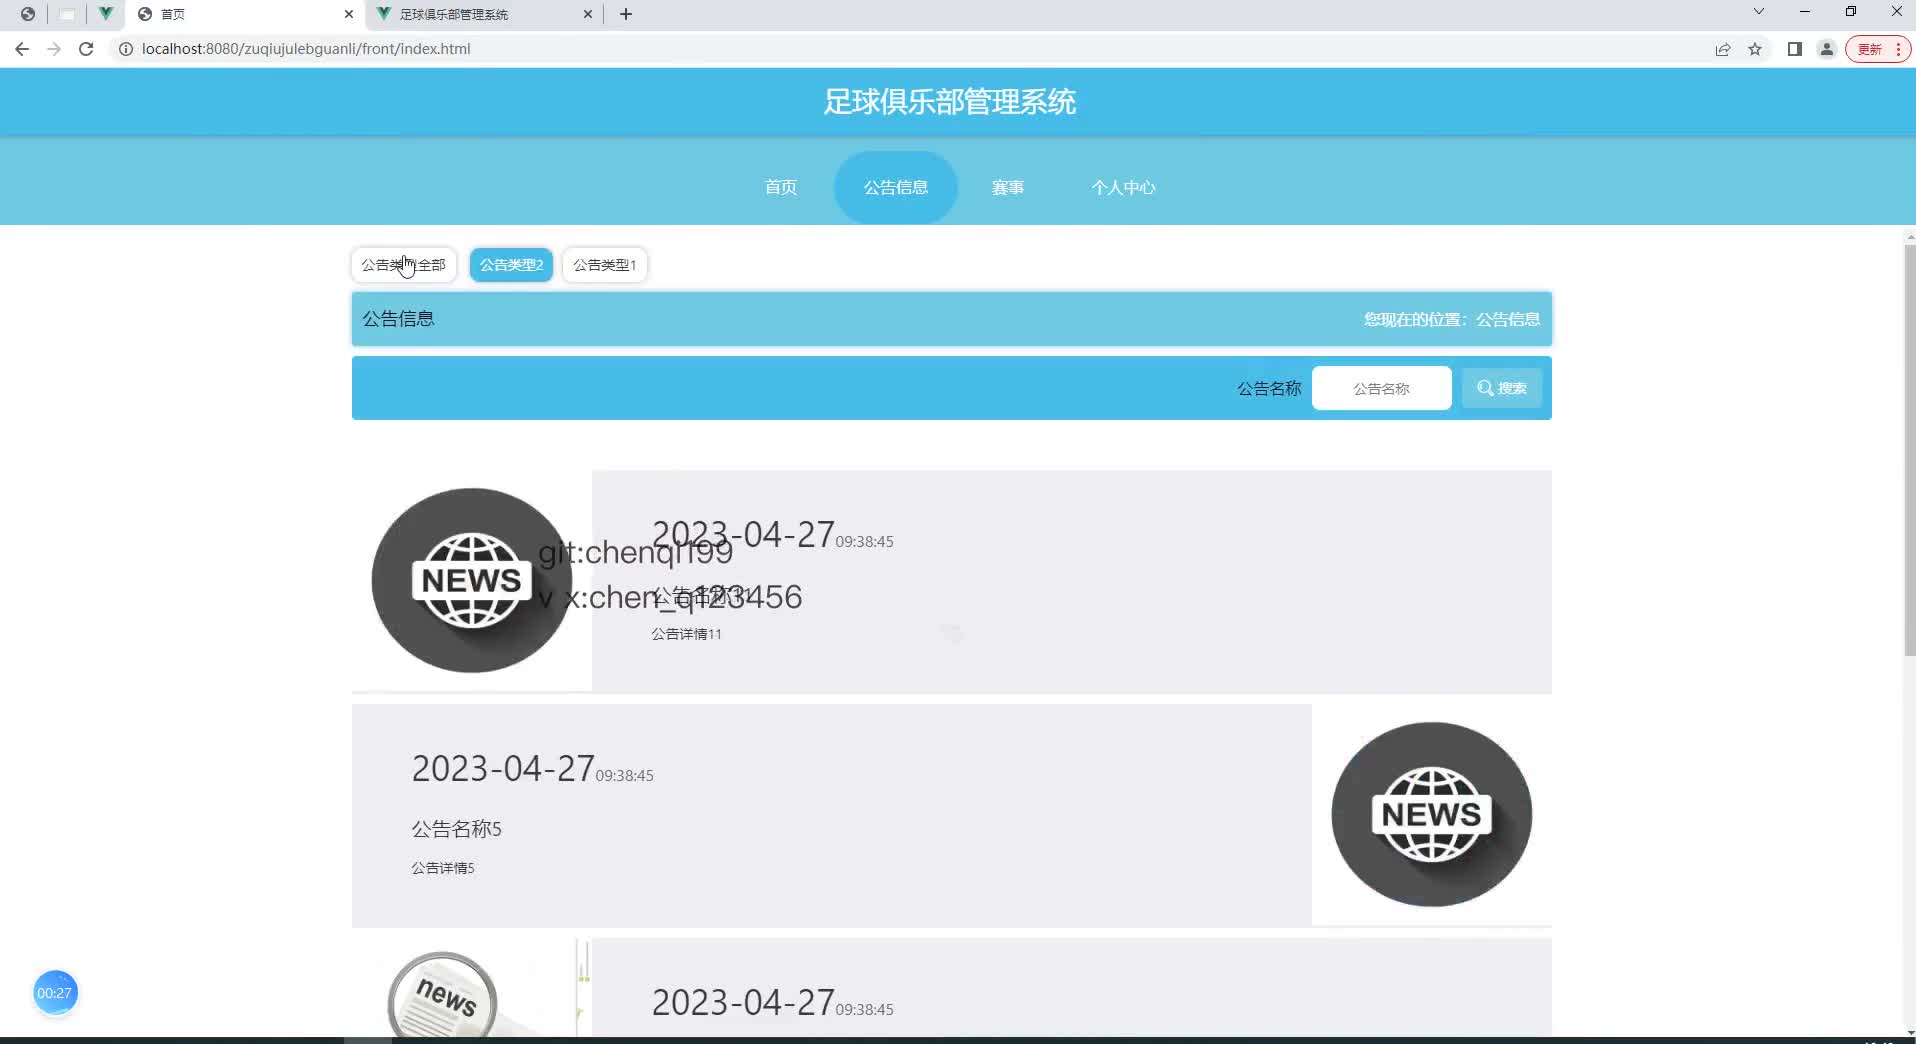 首页
足球俱乐部管理系统
localhost:8080/zuqiujulebguanli/front/index.html
更新
足球俱乐部管理系统
首页 公告信息 赛事 个人中心
公告类型全部 公告类型2 公告类型1
公告信息 您现在的位置：公告信息
公告名称 公告名称 搜索
NEWS
2023-04-27 09:38:45
git:chenqi199
公告名称11
v x:chen_q123456
公告详情11
2023-04-27 09:38:45
公告名称5
公告详情5
NEWS
news
2023-04-27 09:38:45
00:27